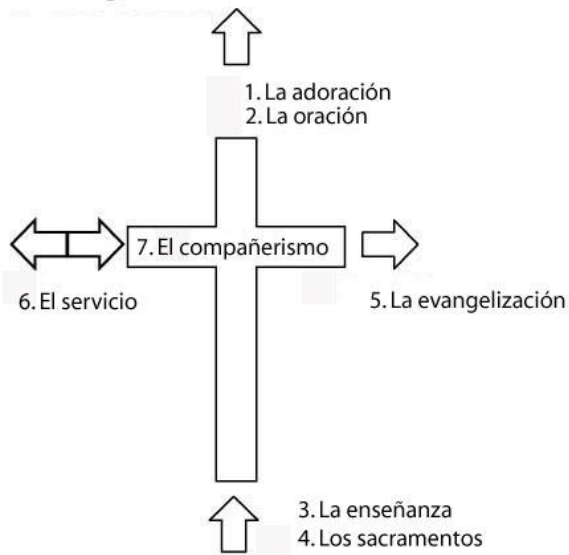 1. La adoración
2. La oración
7. El compañerismo
6. El servicio
5. La evangelización
3. La enseñanza
4. Los sacramentos